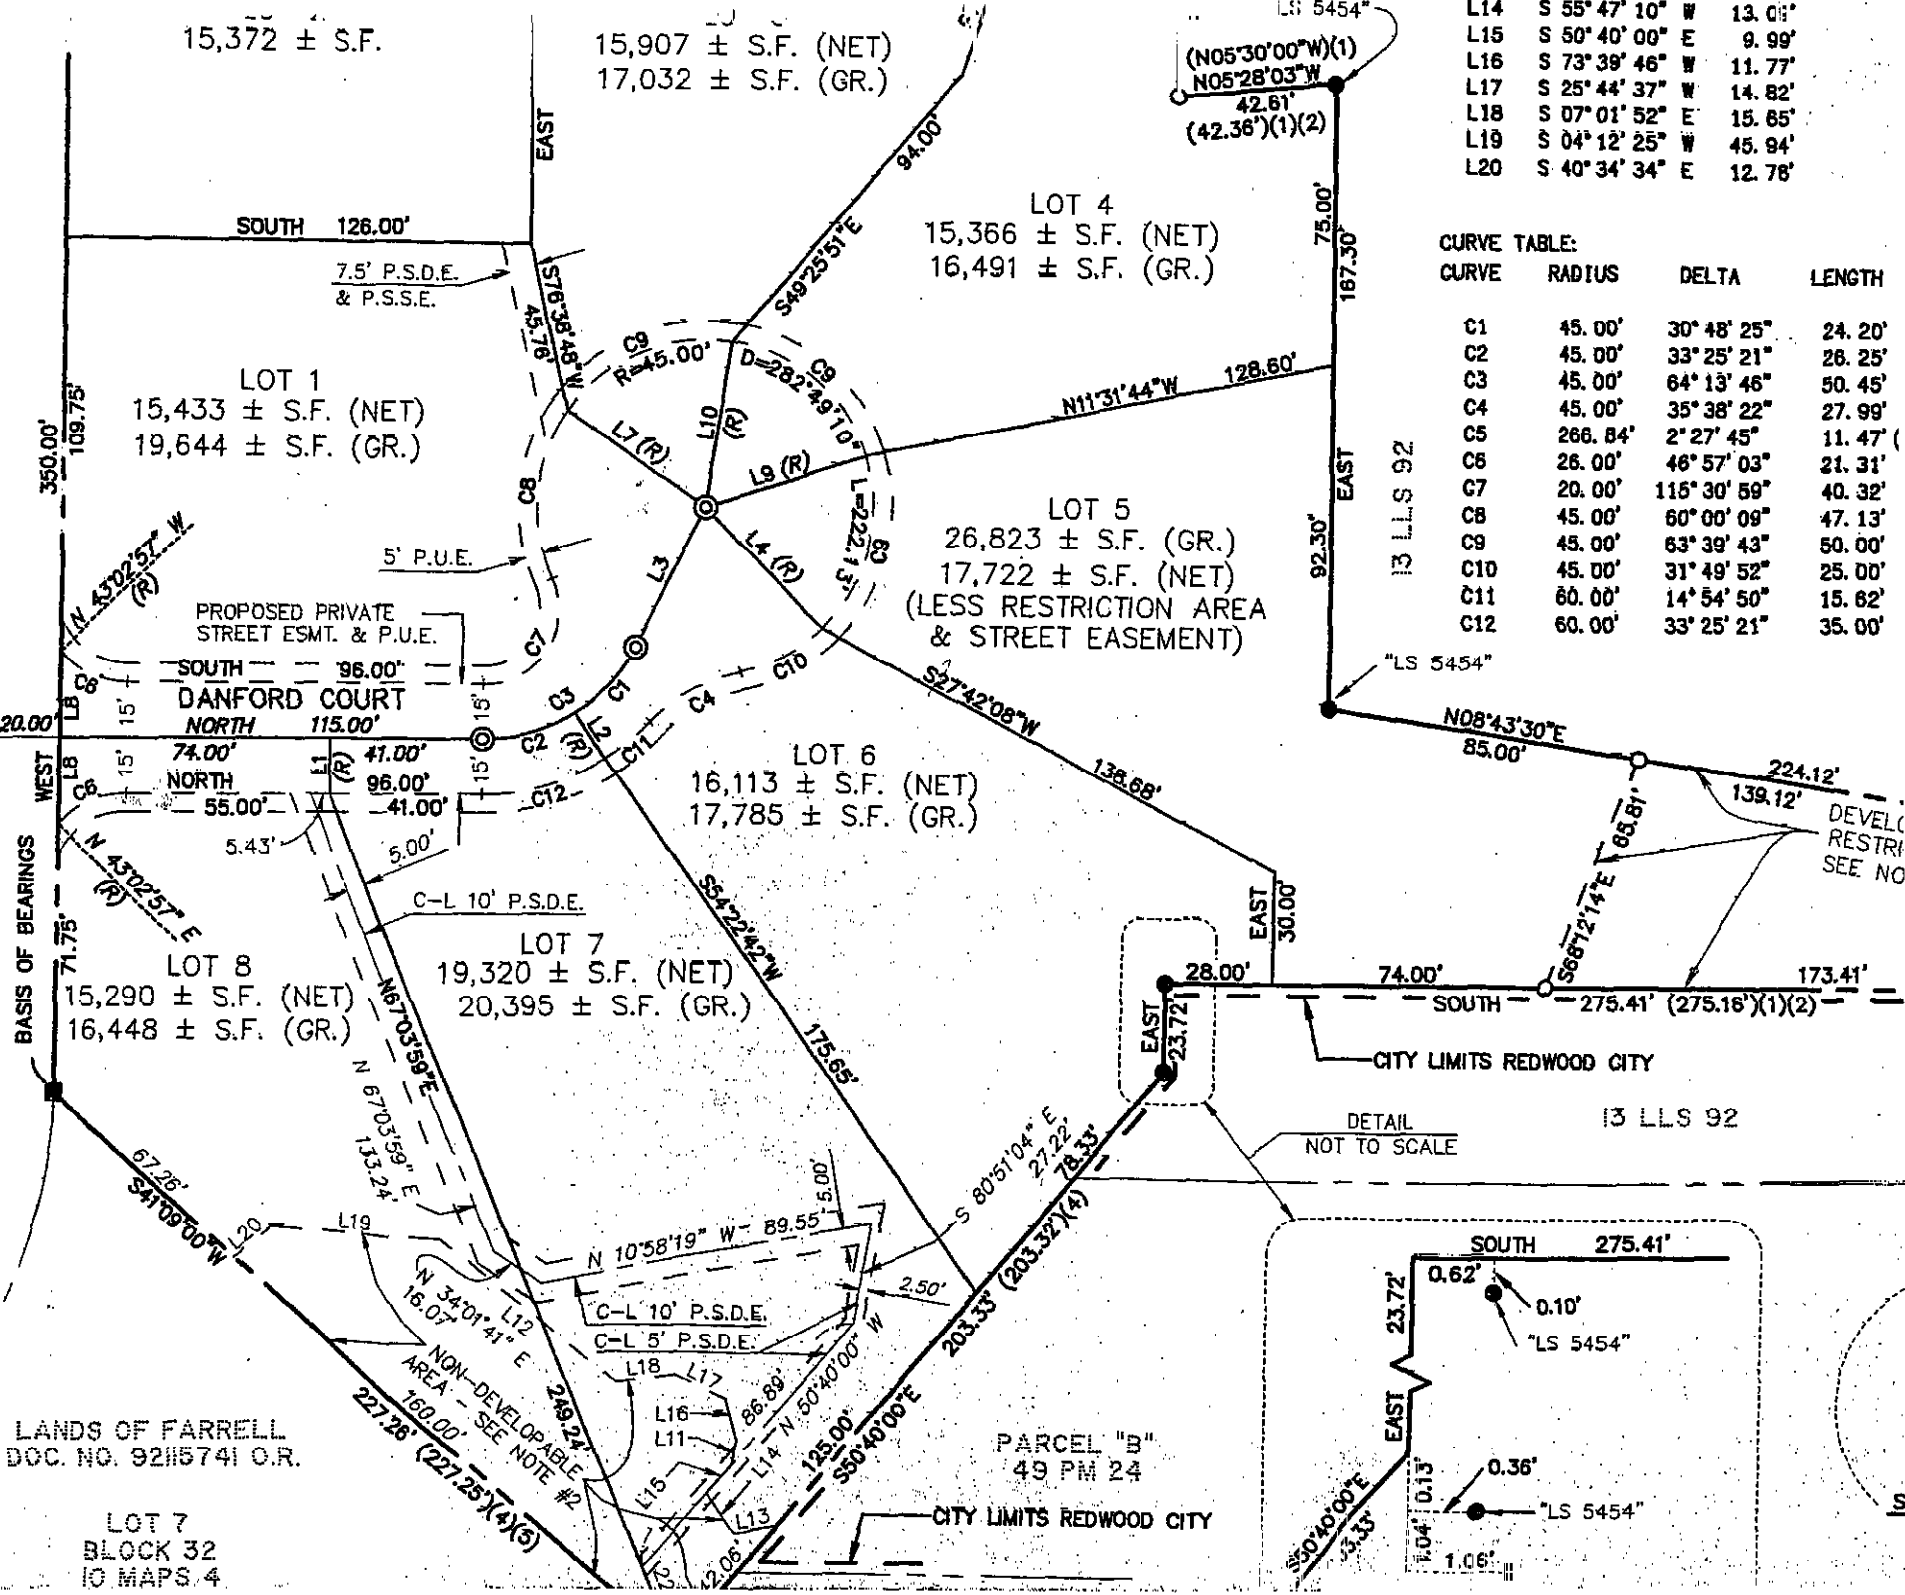 15,372 ± S.F.
15,907 ± S.F. (NET)
17,032 ± S.F. (GR.)
EAST
94.00'
S49°25'51"E
LS 5454"
(N05°30'00"W)(1)
N05°28'03"W
42.61'
(42.36')(1)(2)
L14 S 55°47'10" W
L15 S 50°40'00" E 9.99'
L16 S 73°39'46" W 11.77'
L17 S 25°44'37" W 14.82'
L18 S 07°01'52" E 15.65'
L19 S 04°12'25" W 45.94'
L20 S 40°34'34" E 12.76'
CURVE TABLE:
CURVE RADIUS DELTA LENGTH
C1 45.00' 30°48'25" 24.20'
C2 45.00' 33°25'21" 26.25'
C3 45.00' 64°13'46" 50.45'
C4 45.00' 35°38'22" 27.99'
C5 266.84' 2°27'45" 11.47' (
C6 26.00' 46°57'03" 21.31'
C7 20.00' 115°30'59" 40.32'
C8 45.00' 60°00'09" 47.13'
C9 45.00' 63°39'43" 50.00'
C10 45.00' 31°49'52" 25.00'
C11 60.00' 14°54'50" 15.62'
C12 60.00' 33°25'21" 35.00'
SOUTH 126.00'
7.5' P.S.D.E.
& P.S.S.E.
S76°38'48"W
45.76'
LOT 4
15,366 ± S.F. (NET)
16,491 ± S.F. (GR.)
75.00'
167.30'
EAST
92.30'
13 LLS 92
LOT 1
15,433 ± S.F. (NET)
19,644 ± S.F. (GR.)
350.00'
109.75'
C9
R=45.00'
D=282°49'10"
C9
L10
(R)
L7 (R)
L9 (R)
N11°31'44"W 128.60'
C8
L=222.13'
L3
L4 (R)
LOT 5
26,823 ± S.F. (GR.)
17,722 ± S.F. (NET)
(LESS RESTRICTION AREA
& STREET EASEMENT)
5' P.U.E.
N 43°02'57" W
(R)
PROPOSED PRIVATE
STREET ESMT. & P.U.E.
C7
C6
SOUTH 96.00'
DANFORD COURT
NORTH 115.00'
20.00'
L8
15'
15'
C3
C1
C4
C10
74.00' 41.00'
C2
L2
(R)
C11
WEST
L8
C6
15'
L1
(R)
15'
NORTH 96.00'
55.00' 41.00'
C12
5.43'
5.00'
C-L 10' P.S.D.E.
N 43°02'57" E
(R)
BASIS OF BEARINGS
71.75'
LOT 6
16,113 ± S.F. (NET)
17,785 ± S.F. (GR.)
S27°42'08"W
138.68'
EAST
30.00'
"LS 5454"
N08°43'30"E
85.00'
224.12'
139.12'
S68°12'14"E 85.81'
LOT 8
15,290 ± S.F. (NET)
16,448 ± S.F. (GR.)
LOT 7
19,320 ± S.F. (NET)
20,395 ± S.F. (GR.)
S54°22'42"W
175.65'
N67°03'59"E
N 67°03'59" E
133.24'
28.00' 74.00' 173.41'
SOUTH 275.41' (275.16')(1)(2)
EAST
23.72'
CITY LIMITS REDWOOD CITY
13 LLS 92
DETAIL
NOT TO SCALE
67.26'
S41°09'00"W
L20
L19
N 10°58'19" W 89.55'
5.00'
S 80°51'04" E
27.22'
78.33'
203.33' (203.32')(4)
2.50'
N 34°01'41" E
16.07'
L12
C-L 10' P.S.D.E.
C-L 5' P.S.D.E.
L18
L17
L16
L11
L15
L14
L13
86.89'
N 50°40'00" W
NON-DEVELOPABLE
AREA - SEE NOTE #2
160.00'
227.26' (227.25')(4)(5)
249.24'
125.00'
S50°40'00"E
PARCEL "B"
49 PM 24
CITY LIMITS REDWOOD CITY
LANDS OF FARRELL
DOC. NO. 92115741 O.R.
LOT 7
BLOCK 32
10 MAPS 4
SOUTH 275.41'
0.62'
0.10'
"LS 5454"
23.72'
EAST
0.36'
0.13'
"LS 5454"
1.04'
1.06'